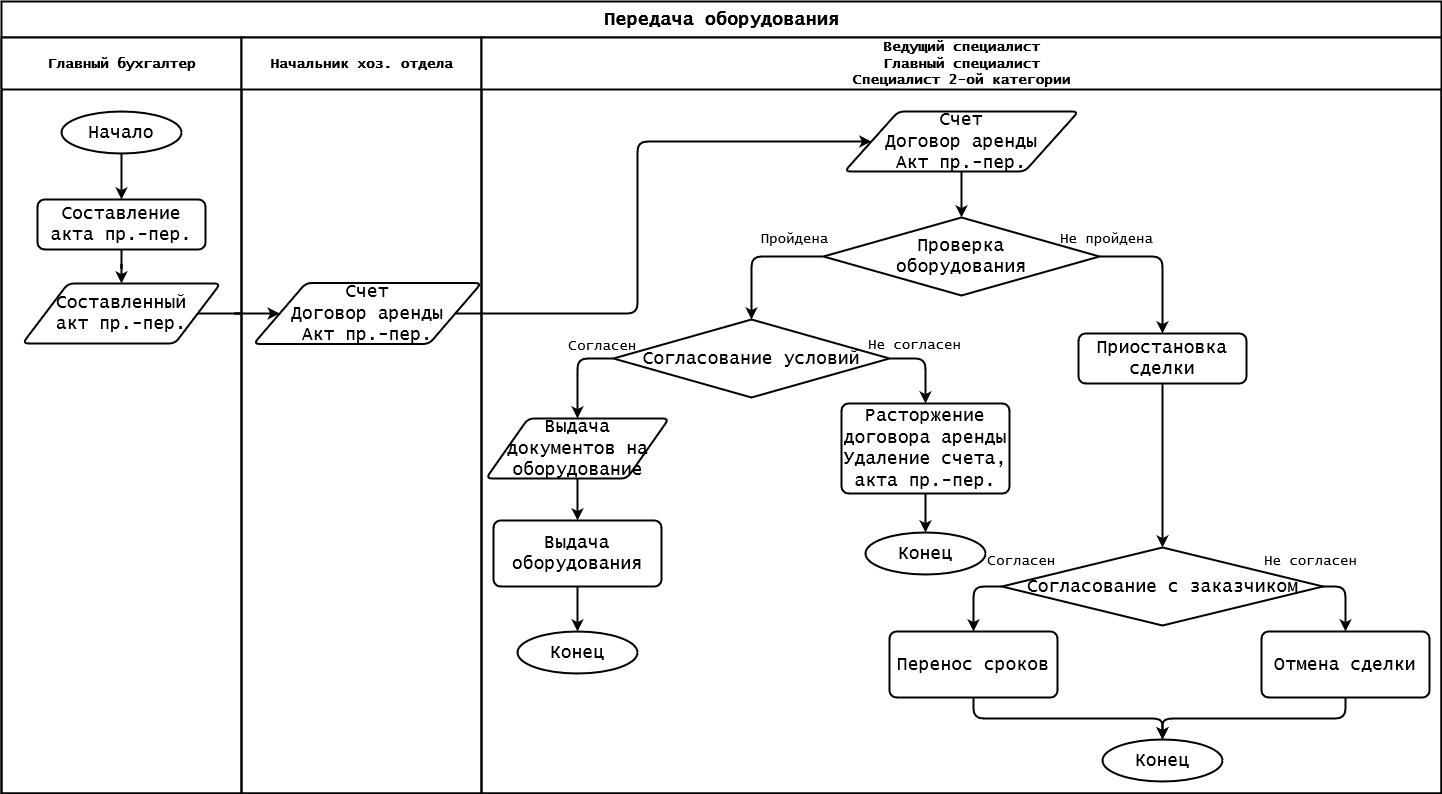 Передача оборудования
Главный бухгалтер
Начальник хоз. отдела
Ведущий специалист
Главный специалист
Специалист 2-ой категории
Начало
Составление
акта пр.-пер.
Составленный
акт пр.-пер.
Счет
Договор аренды
Акт пр.-пер.
Счет
Договор аренды
Акт пр.-пер.
Пройдена
Проверка
оборудования
Не пройдена
Согласен
Согласование условий
Не согласен
Приостановка
сделки
Выдача
документов на
оборудование
Расторжение
договора аренды
Удаление счета,
акта пр.-пер.
Выдача
оборудования
Конец
Конец
Согласен
Согласование с заказчиком
Не согласен
Перенос сроков
Отмена сделки
Конец